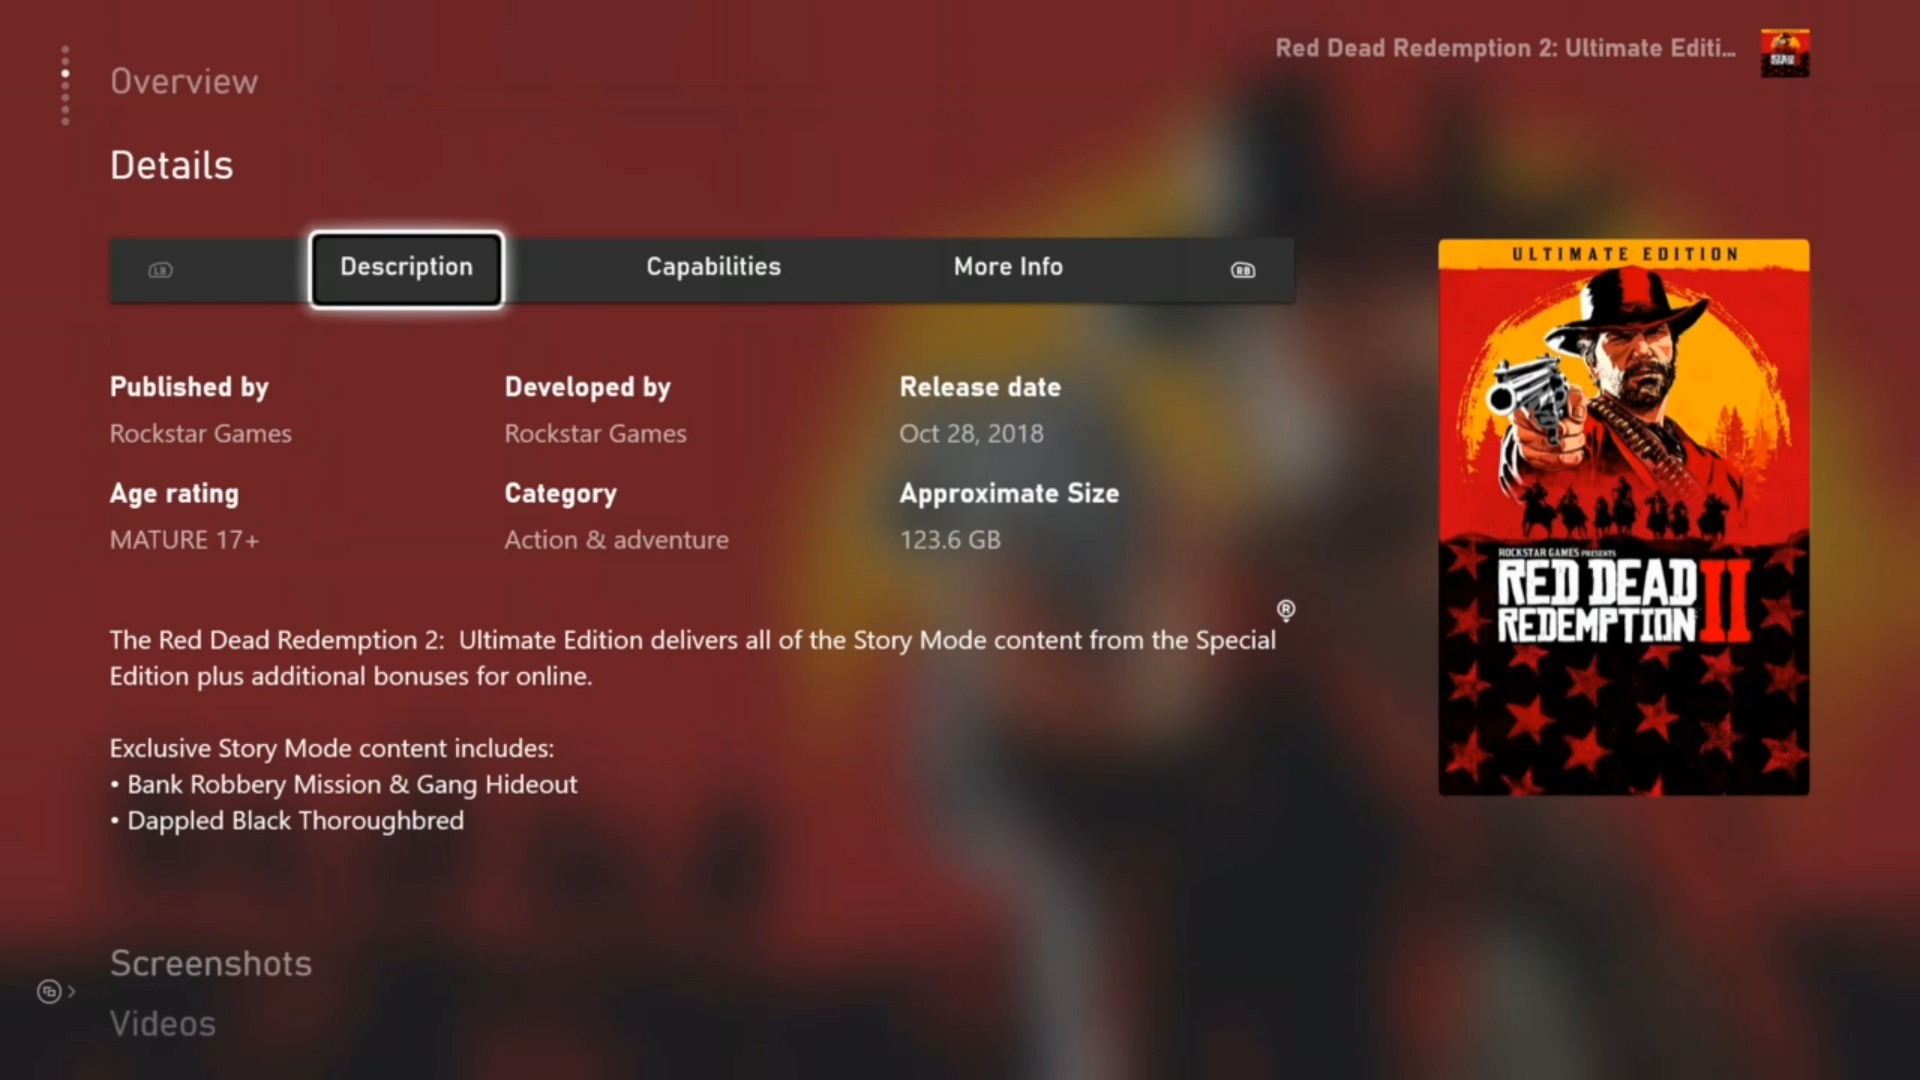 Red Dead Redemption 2: Ultimate Editi...
Overview
Details
LB
Description
Capabilities
More Info
RB
Published by
Rockstar Games
Developed by
Rockstar Games
Release date
Oct 28, 2018
Age rating
MATURE 17+
Category
Action & adventure
Approximate Size
123.6 GB
R
The Red Dead Redemption 2:  Ultimate Edition delivers all of the Story Mode content from the Special
Edition plus additional bonuses for online.
Exclusive Story Mode content includes:
• Bank Robbery Mission & Gang Hideout
• Dappled Black Thoroughbred
Screenshots
Videos
ULTIMATE EDITION
ROCKSTAR GAMES PRESENTS
RED DEAD
REDEMPTION II